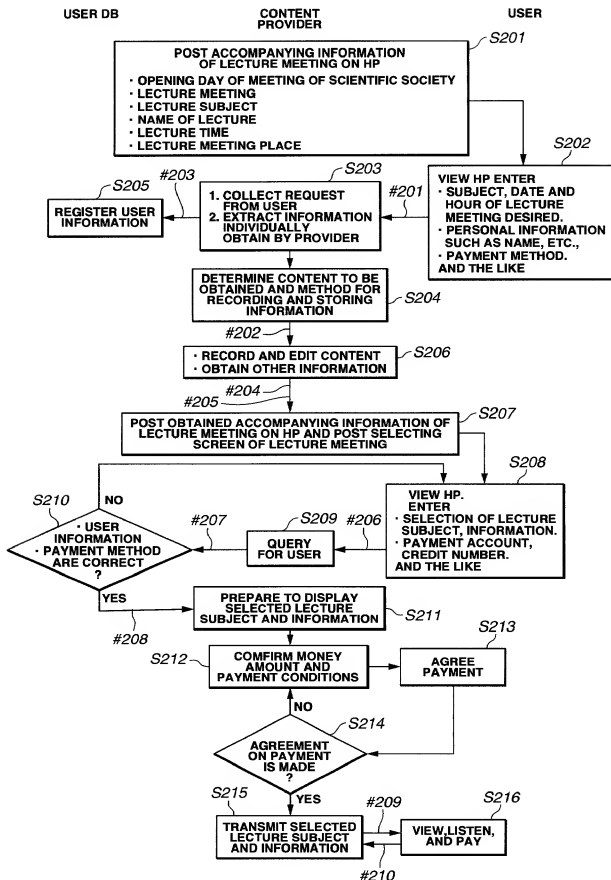 USER DB
CONTENT
PROVIDER
USER
S201
POST ACCOMPANYING INFORMATION
OF LECTURE MEETING ON HP
· OPENING DAY OF MEETING OF SCIENTIFIC SOCIETY
· LECTURE MEETING
· LECTURE SUBJECT
· NAME OF LECTURE
· LECTURE TIME
· LECTURE MEETING PLACE
S202
VIEW HP ENTER
· SUBJECT, DATE AND
HOUR OF LECTURE
MEETING DESIRED.
· PERSONAL INFORMATION
SUCH AS NAME, ETC.,
· PAYMENT METHOD.
AND THE LIKE
#201
S203
1. COLLECT REQUEST
FROM USER
2. EXTRACT INFORMATION
INDIVIDUALLY
OBTAIN BY PROVIDER
#203
S205
REGISTER USER
INFORMATION
DETERMINE CONTENT TO BE
OBTAINED AND METHOD FOR
RECORDING AND STORING
INFORMATION
S204
#202
S206
· RECORD AND EDIT CONTENT
· OBTAIN OTHER INFORMATION
#204
#205
S207
POST OBTAINED ACCOMPANYING INFORMATION OF
LECTURE MEETING ON HP AND POST SELECTING
SCREEN OF LECTURE MEETING
S208
VIEW HP.
ENTER
· SELECTION OF LECTURE
SUBJECT, INFORMATION.
· PAYMENT ACCOUNT,
CREDIT NUMBER.
AND THE LIKE
#206
S209
QUERY
FOR USER
#207
S210
NO
· USER
INFORMATION
· PAYMENT METHOD
ARE CORRECT
?
YES
#208
PREPARE TO DISPLAY
SELECTED LECTURE
SUBJECT AND INFORMATION
S211
S212
COMFIRM MONEY
AMOUNT AND
PAYMENT CONDITIONS
S213
AGREE
PAYMENT
NO
S214
AGREEMENT
ON PAYMENT
IS MADE
?
YES
S215
TRANSMIT SELECTED
LECTURE SUBJECT
AND INFORMATION
#209
S216
VIEW,LISTEN,
AND PAY
#210